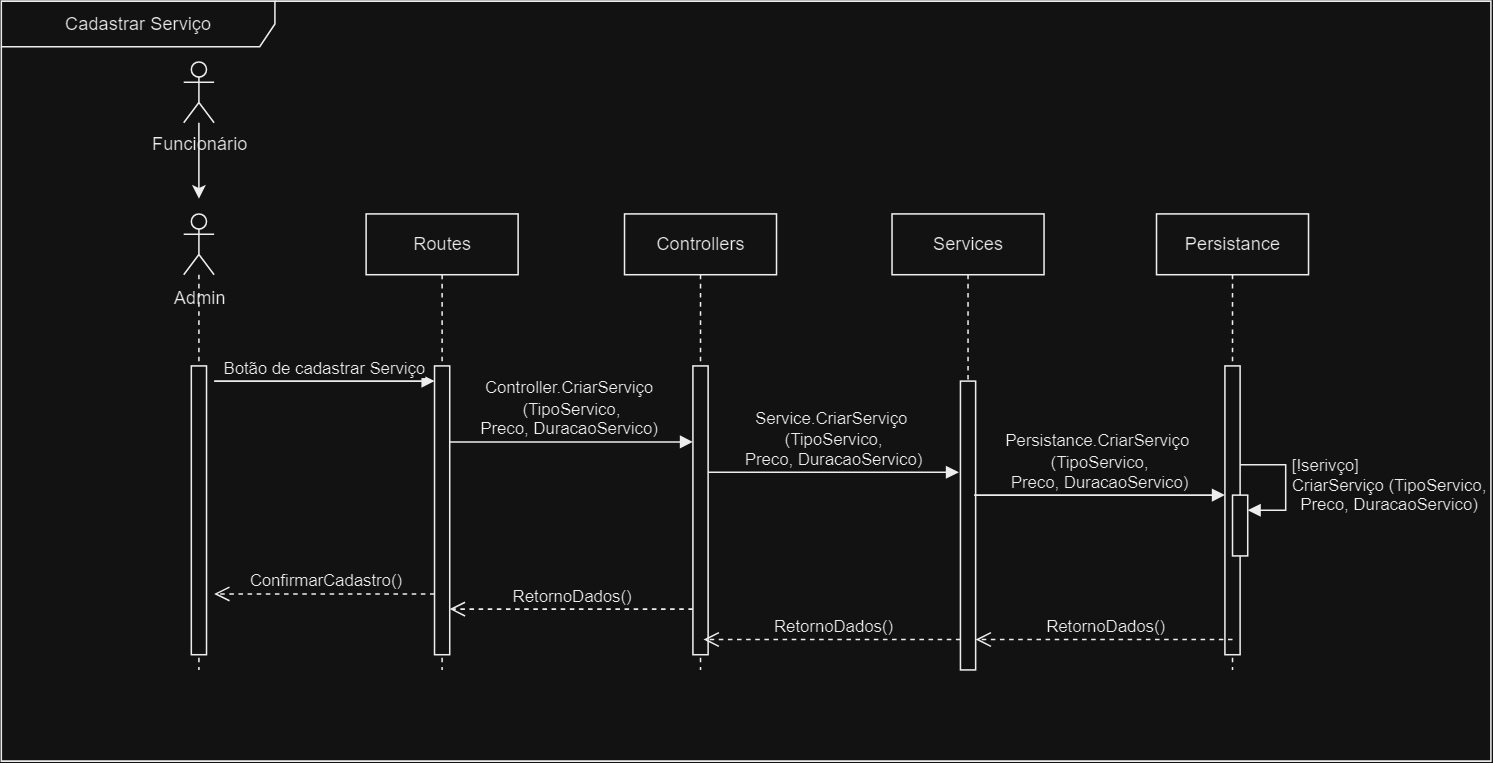 Cadastrar Serviço
Funcionário
Admin
Routes
Controllers
Services
Persistance
Botão de cadastrar Serviço
Controller.CriarServiço
(TipoServico,
Preco, DuracaoServico)
Service.CriarServiço
(TipoServico,
Preco, DuracaoServico)
Persistance.CriarServiço
(TipoServico,
Preco, DuracaoServico)
[!serivço]
CriarServiço (TipoServico,
Preco, DuracaoServico)
ConfirmarCadastro()
RetornoDados()
RetornoDados()
RetornoDados()